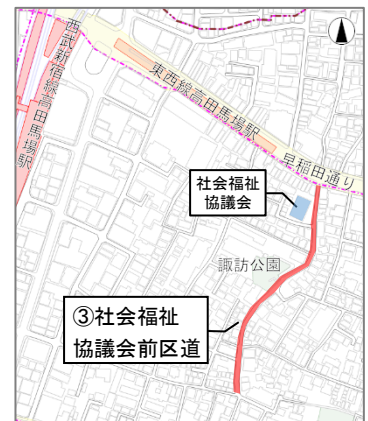 西武新宿線高田馬場駅
東西線高田馬場駅
早稲田通り
社会福祉
協議会
諏訪公園
③社会福祉
協議会前区道